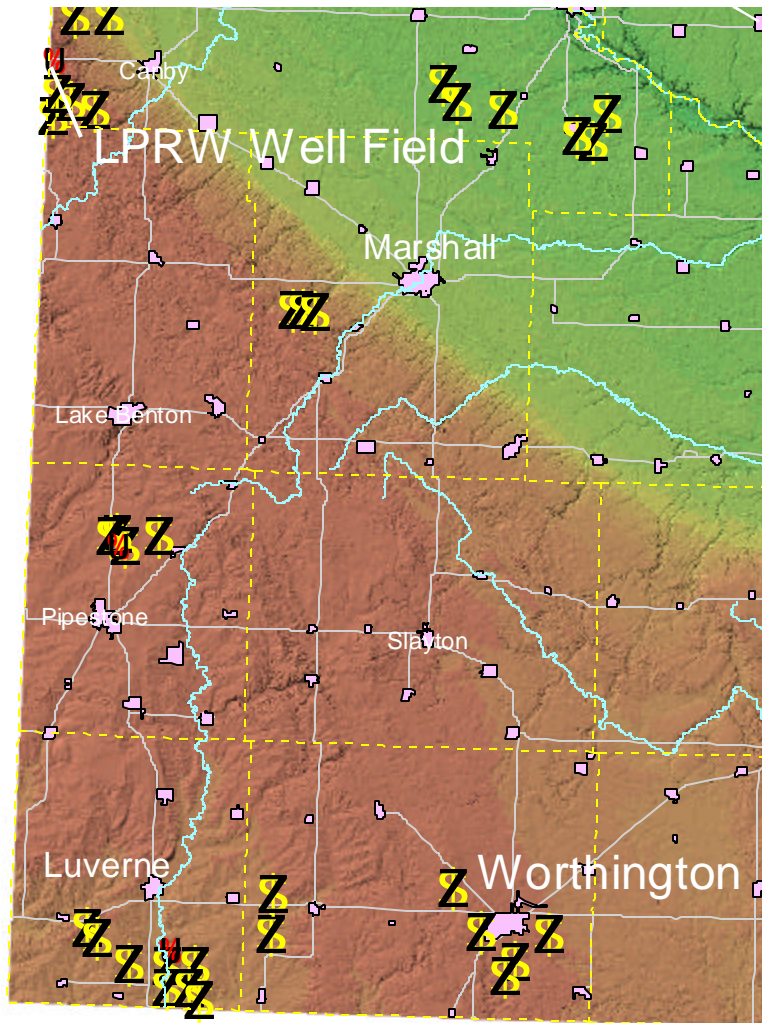 Canby
LPRW Well Field
Marshall
Lake Benton
Pipestone
Slayton
Luverne
Worthington